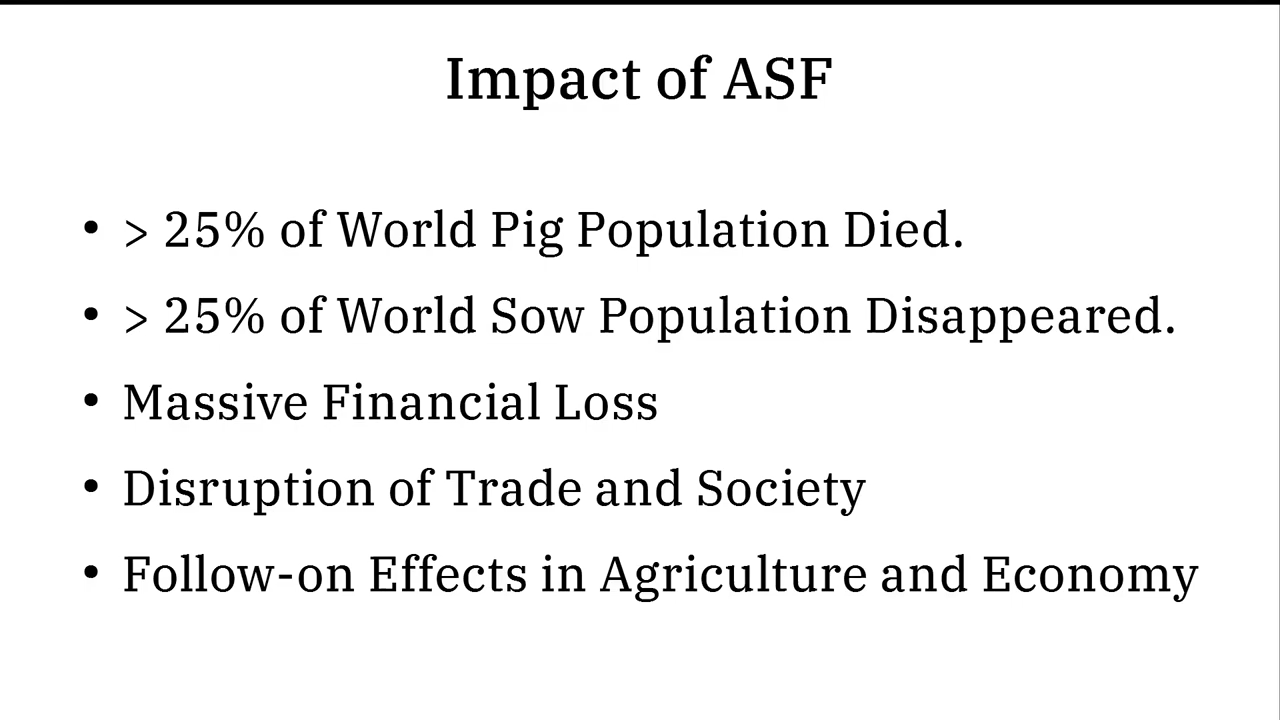 Impact of ASF
• > 25% of World Pig Population Died.
• > 25% of World Sow Population Disappeared.
• Massive Financial Loss
• Disruption of Trade and Society
• Follow-on Effects in Agriculture and Economy